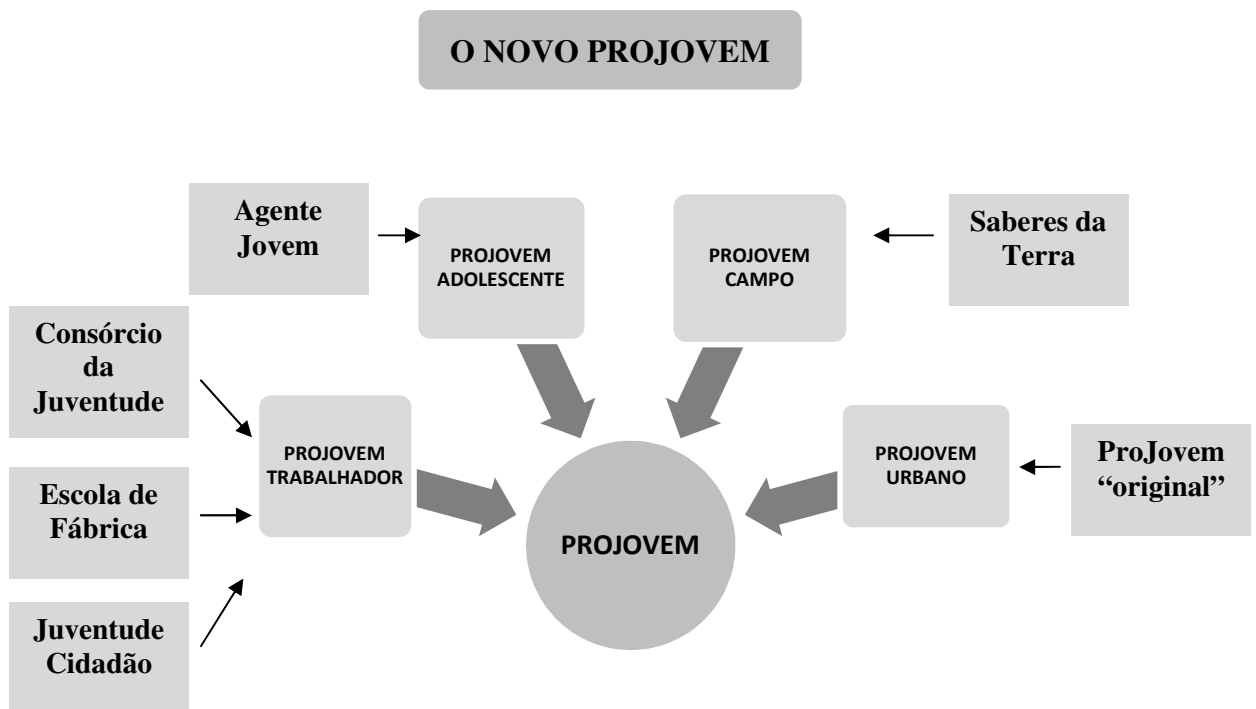 O NOVO PROJOVEM
Agente
Jovem
PROJOVEM
ADOLESCENTE
PROJOVEM
CAMPO
Saberes da
Terra
Consórcio
da
Juventude
PROJOVEM
TRABALHADOR
PROJOVEM
URBANO
ProJovem
“original”
Escola de
Fábrica
PROJOVEM
Juventude
Cidadão